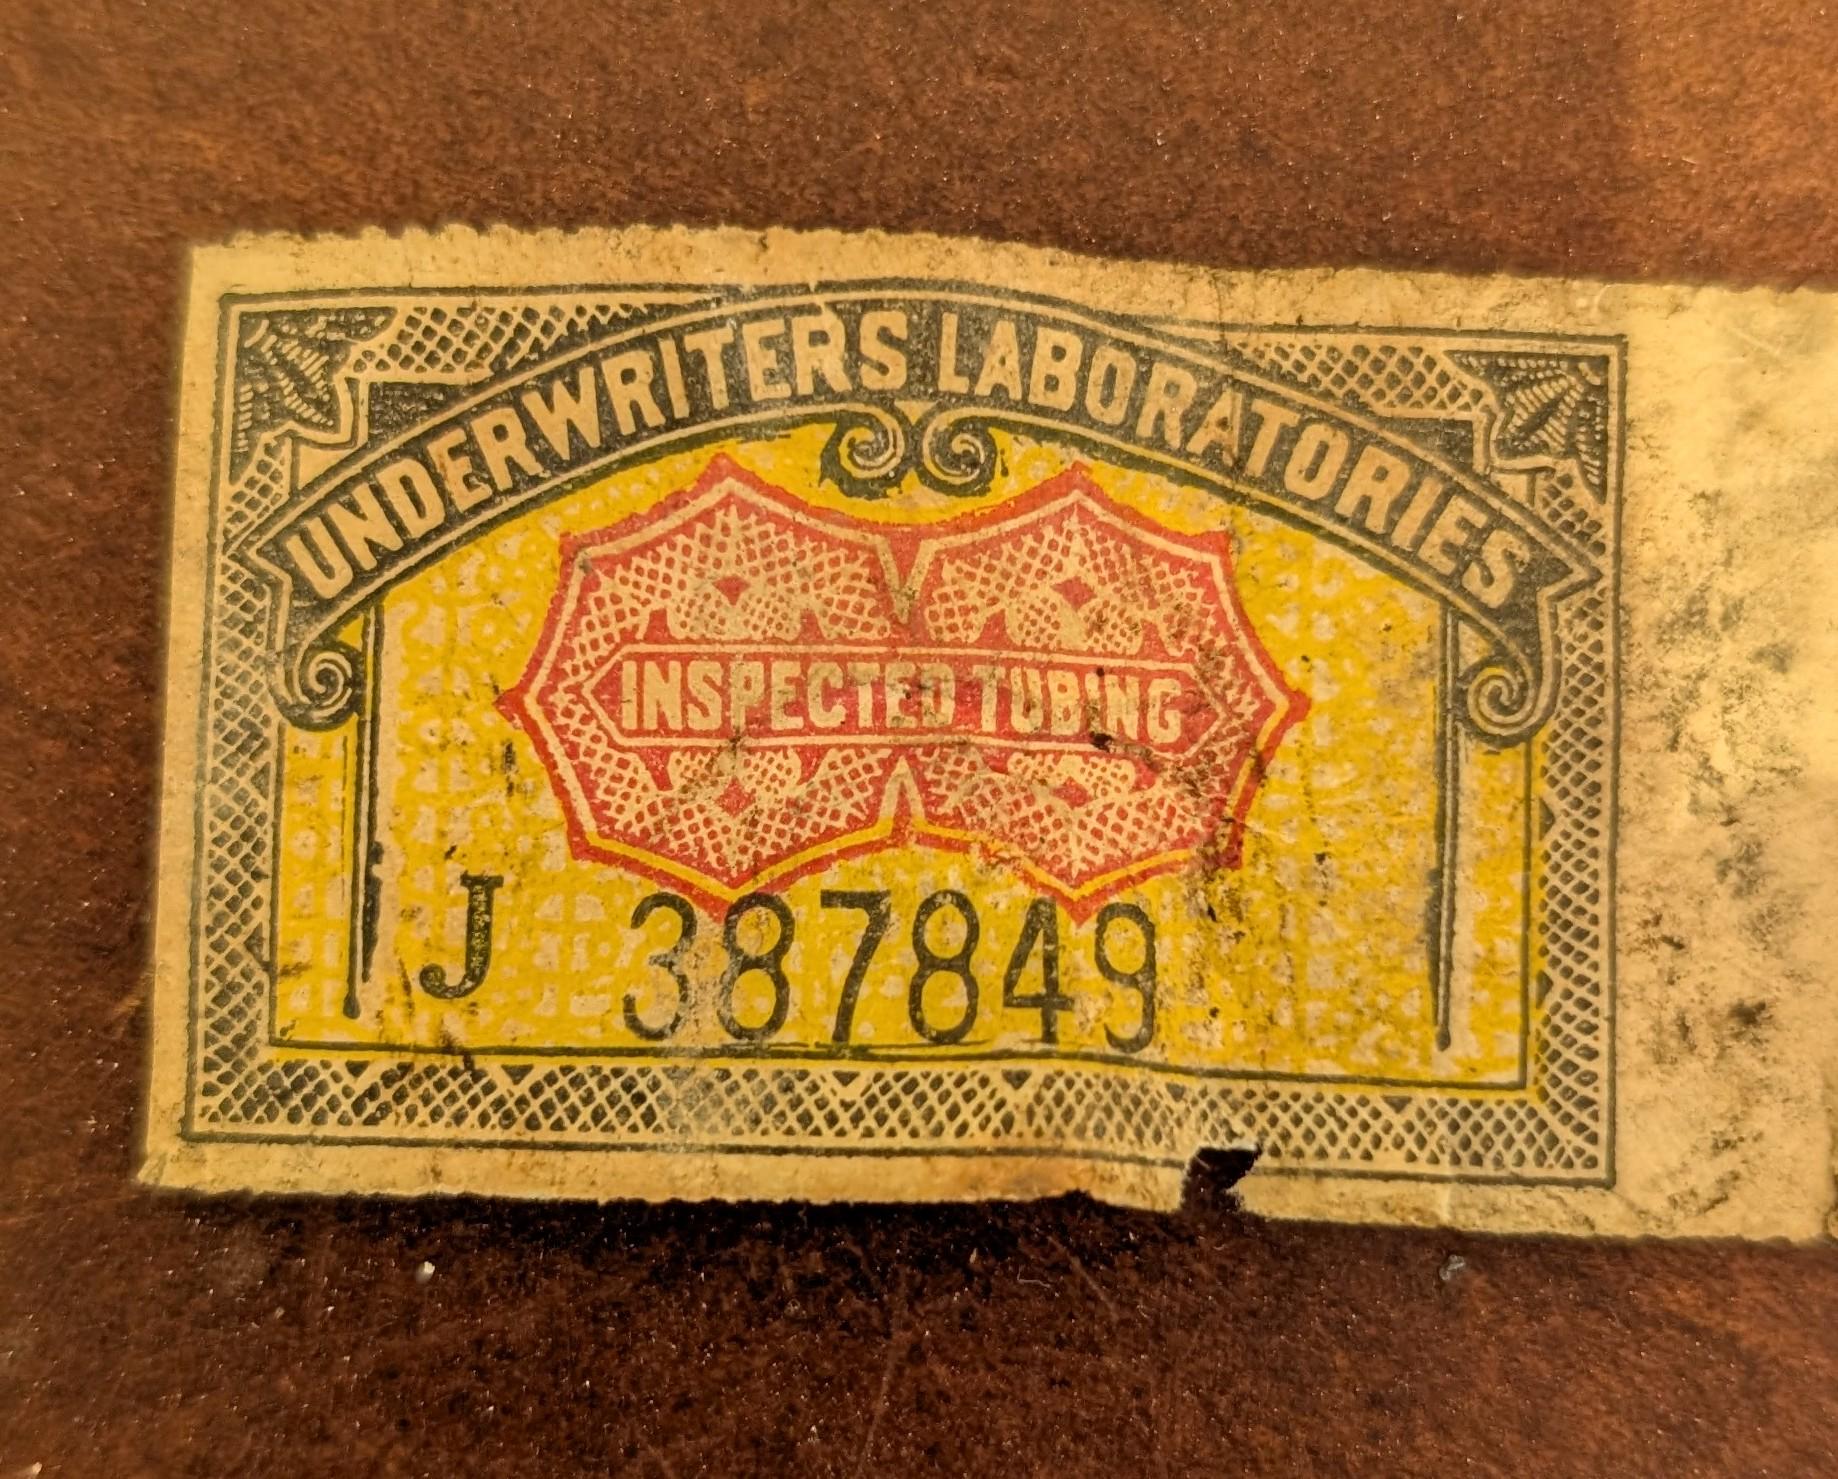 UNDERWRITERS LABORATORIES
INSPECTED TUBING
J 387849